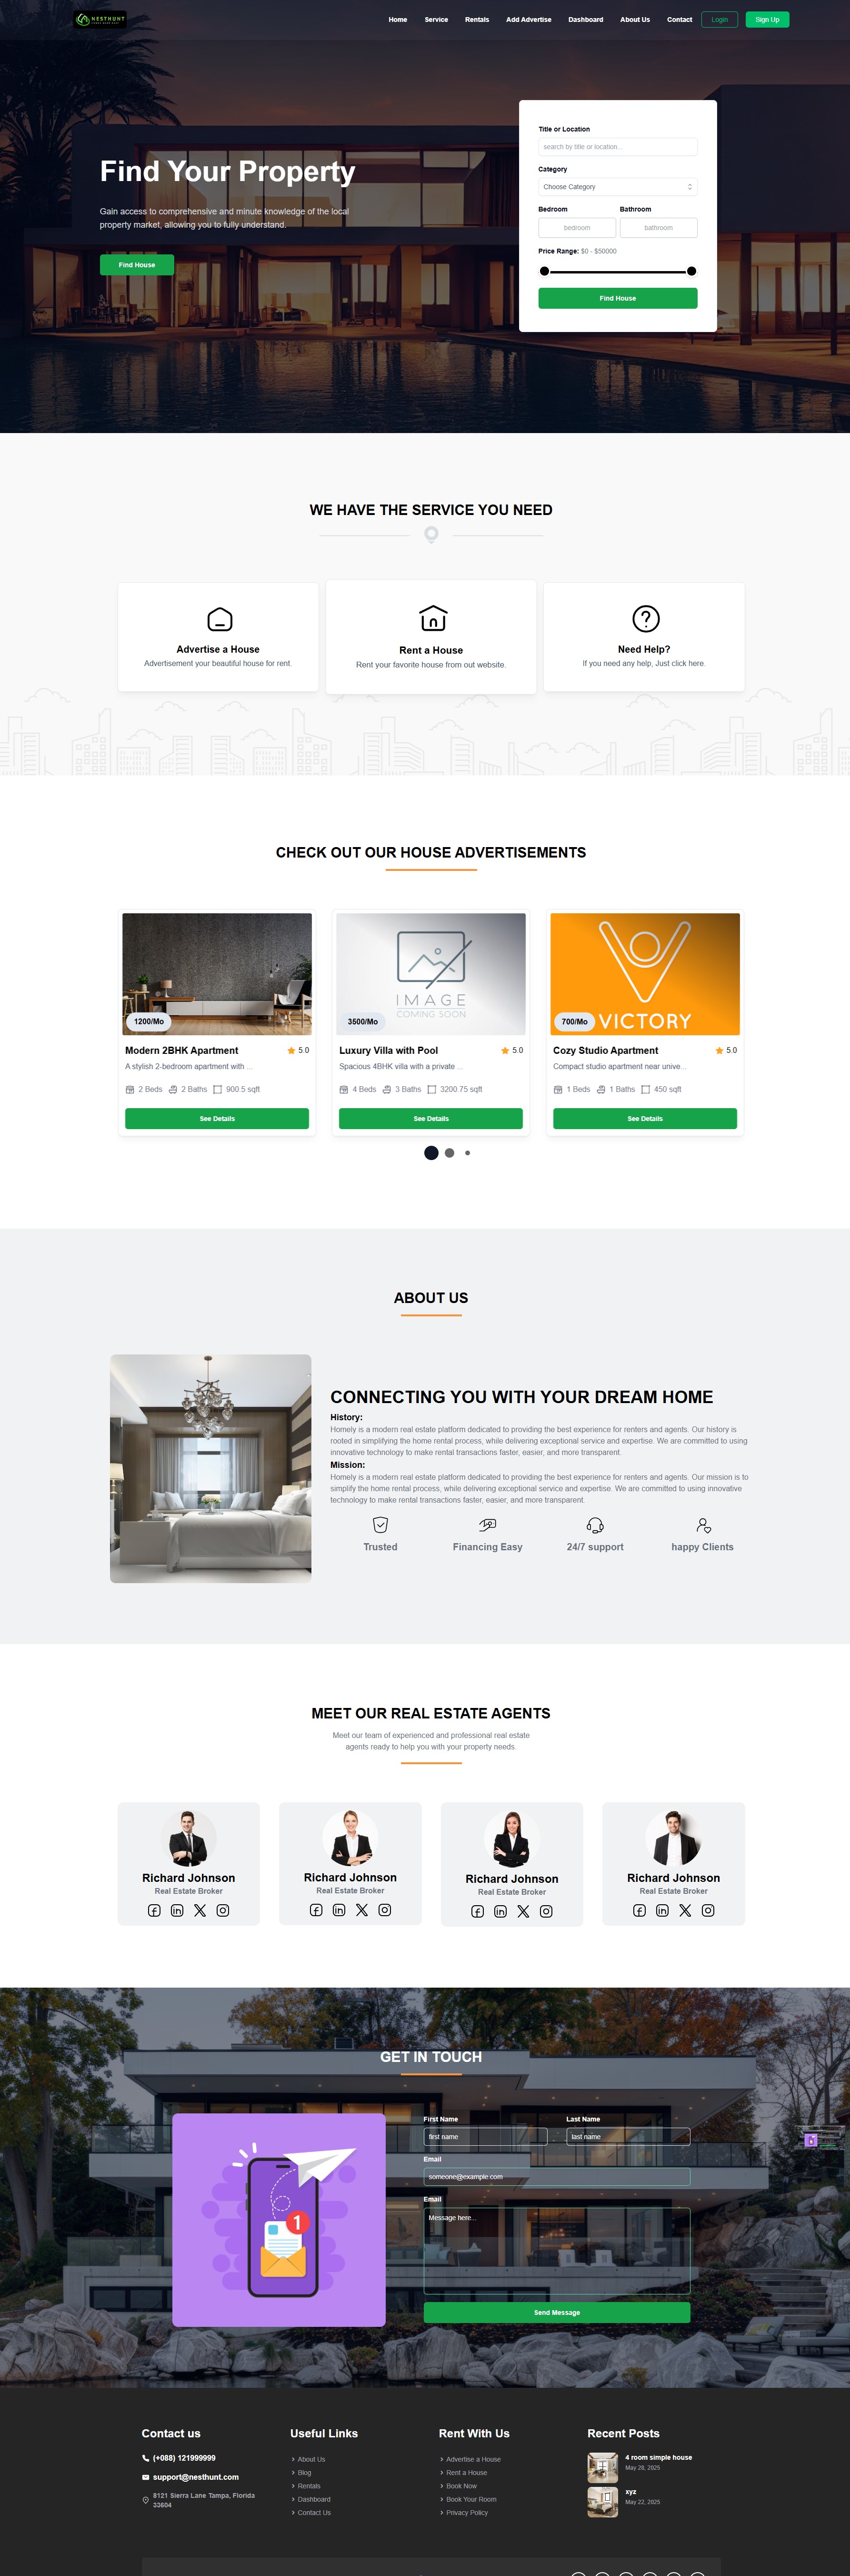 NESTHUNT
Home Service Rentals Add Advertise Dashboard About Us Contact Login Sign Up
Find Your Property
Gain access to comprehensive and minute knowledge of the local
property market, allowing you to fully understand.
Find House
Title or Location
search by title or location...
Category
Choose Category
Bedroom Bathroom
bedroom bathroom
Price Range: $0 - $50000
Find House
WE HAVE THE SERVICE YOU NEED
Advertise a House
Advertisement your beautiful house for rent.
Rent a House
Rent your favorite house from out website.
Need Help?
If you need any help, Just click here.
CHECK OUT OUR HOUSE ADVERTISEMENTS
1200/Mo
Modern 2BHK Apartment 5.0
A stylish 2-bedroom apartment with ...
2 Beds 2 Baths 900.5 sqft
See Details
IMAGE
COMING SOON
3500/Mo
Luxury Villa with Pool 5.0
Spacious 4BHK villa with a private ...
4 Beds 3 Baths 3200.75 sqft
See Details
VICTORY
700/Mo
Cozy Studio Apartment 5.0
Compact studio apartment near unive...
1 Beds 1 Baths 450 sqft
See Details
ABOUT US
CONNECTING YOU WITH YOUR DREAM HOME
History:
Homely is a modern real estate platform dedicated to providing the best experience for renters and agents. Our history is
rooted in simplifying the home rental process, while delivering exceptional service and expertise. We are committed to using
innovative technology to make rental transactions faster, easier, and more transparent.
Mission:
Homely is a modern real estate platform dedicated to providing the best experience for renters and agents. Our mission is to
simplify the home rental process, while delivering exceptional service and expertise. We are committed to using innovative
technology to make rental transactions faster, easier, and more transparent.
Trusted Financing Easy 24/7 support happy Clients
MEET OUR REAL ESTATE AGENTS
Meet our team of experienced and professional real estate
agents ready to help you with your property needs.
Richard Johnson
Real Estate Broker
Richard Johnson
Real Estate Broker
Richard Johnson
Real Estate Broker
Richard Johnson
Real Estate Broker
GET IN TOUCH
1
First Name Last Name
first name last name
Email
someone@example.com
Email
Message here...
Send Message
Contact us
(+088) 121999999
support@nesthunt.com
8121 Sierra Lane Tampa, Florida
33604
Useful Links
About Us
Blog
Rentals
Dashboard
Contact Us
Rent With Us
Advertise a House
Rent a House
Book Now
Book Your Room
Privacy Policy
Recent Posts
4 room simple house
May 28, 2025
xyz
May 22, 2025